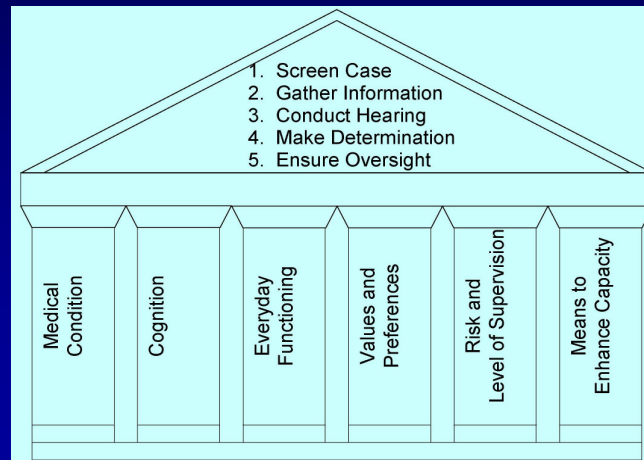 1. Screen Case
2. Gather Information
3. Conduct Hearing
4. Make Determination
5. Ensure Oversight
Medical
Condition
Cognition
Everyday
Functioning
Values and
Preferences
Risk and
Level of Supervision
Means to
Enhance Capacity